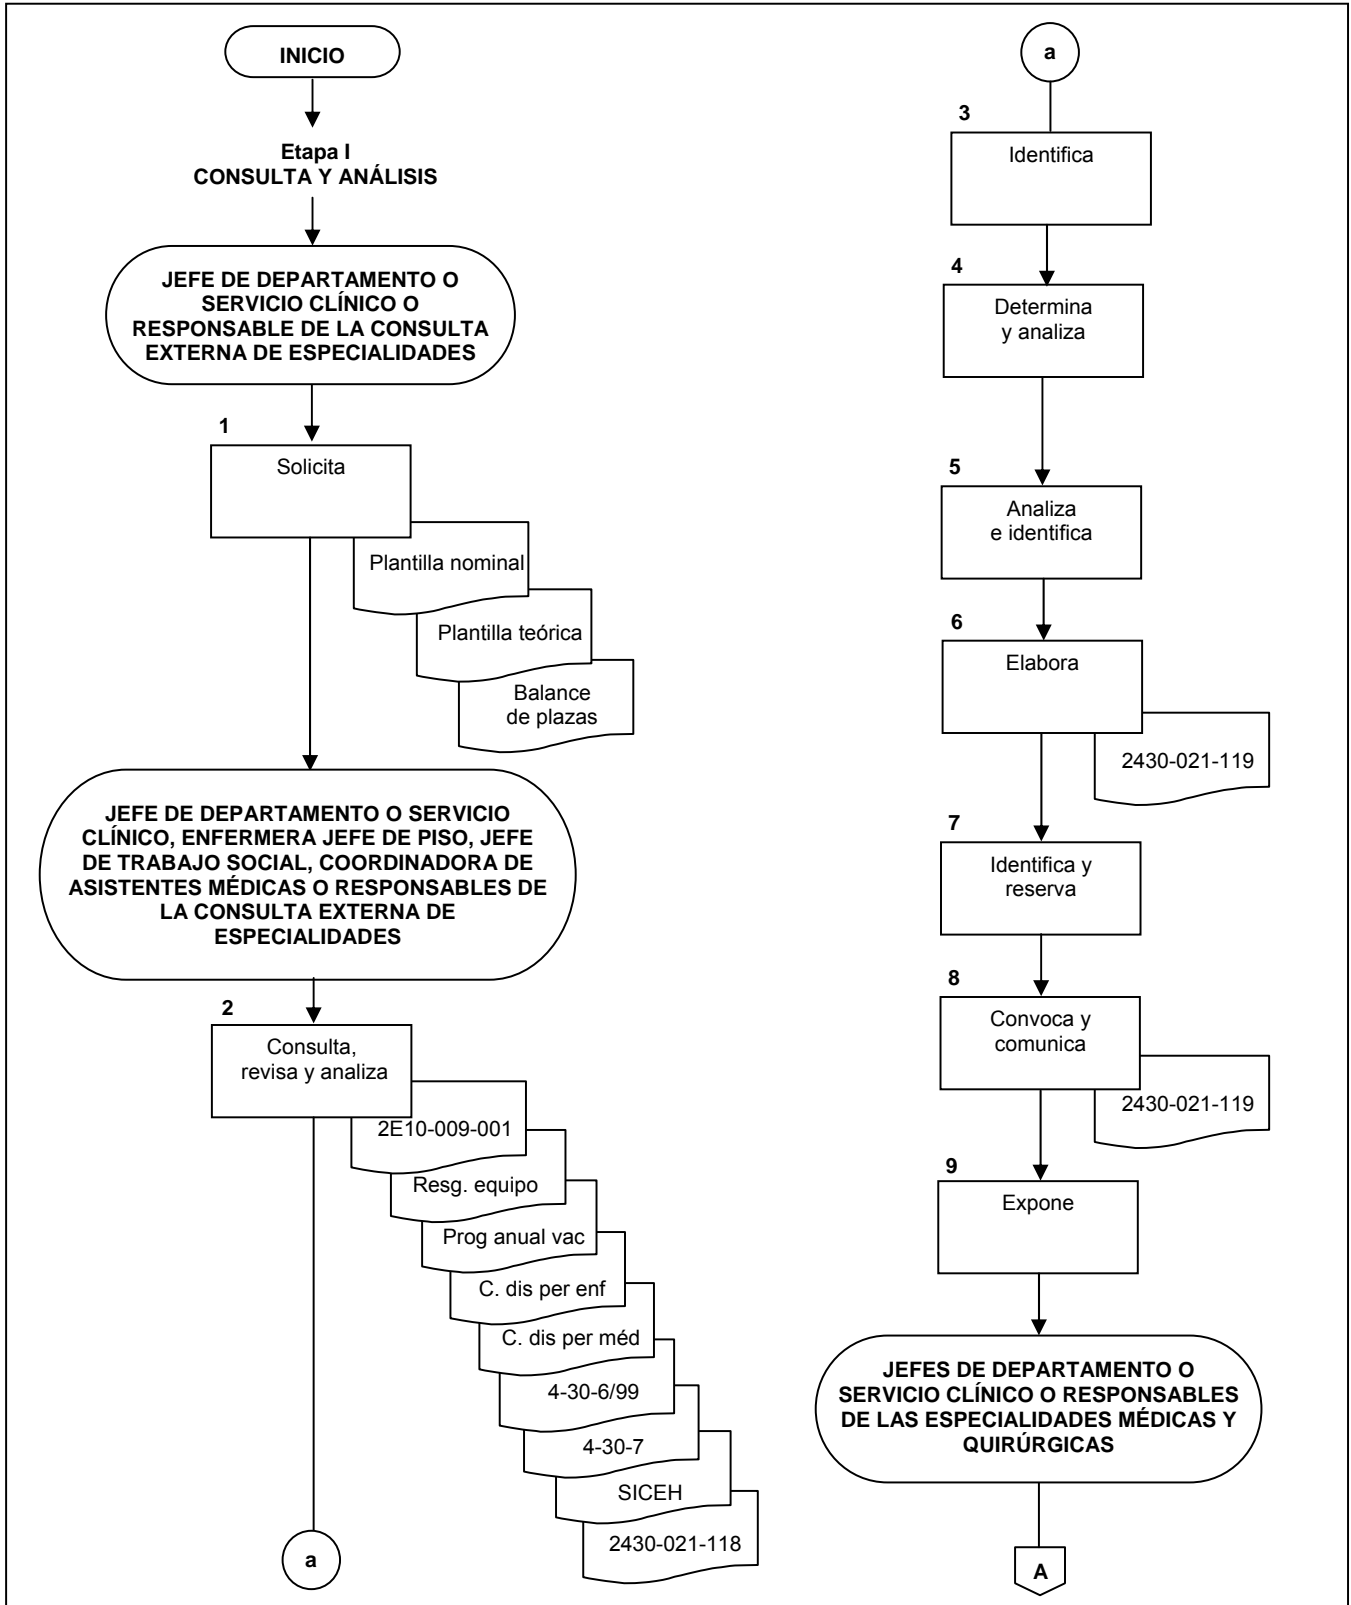 INICIO
Etapa I
CONSULTA Y ANÁLISIS
JEFE DE DEPARTAMENTO O
SERVICIO CLÍNICO O
RESPONSABLE DE LA CONSULTA
EXTERNA DE ESPECIALIDADES
1
Solicita
Plantilla nominal
Plantilla teórica
Balance
de plazas
JEFE DE DEPARTAMENTO O SERVICIO
CLÍNICO, ENFERMERA JEFE DE PISO, JEFE
DE TRABAJO SOCIAL, COORDINADORA DE
ASISTENTES MÉDICAS O RESPONSABLES DE
LA CONSULTA EXTERNA DE
ESPECIALIDADES
2
Consulta,
revisa y analiza
2E10-009-001
Resg. equipo
Prog anual vac
C. dis per enf
C. dis per méd
4-30-6/99
4-30-7
SICEH
2430-021-118
a
a
3
Identifica
4
Determina
y analiza
5
Analiza
e identifica
6
Elabora
2430-021-119
7
Identifica y
reserva
8
Convoca y
comunica
2430-021-119
9
Expone
JEFES DE DEPARTAMENTO O
SERVICIO CLÍNICO O RESPONSABLES
DE LAS ESPECIALIDADES MÉDICAS Y
QUIRÚRGICAS
A